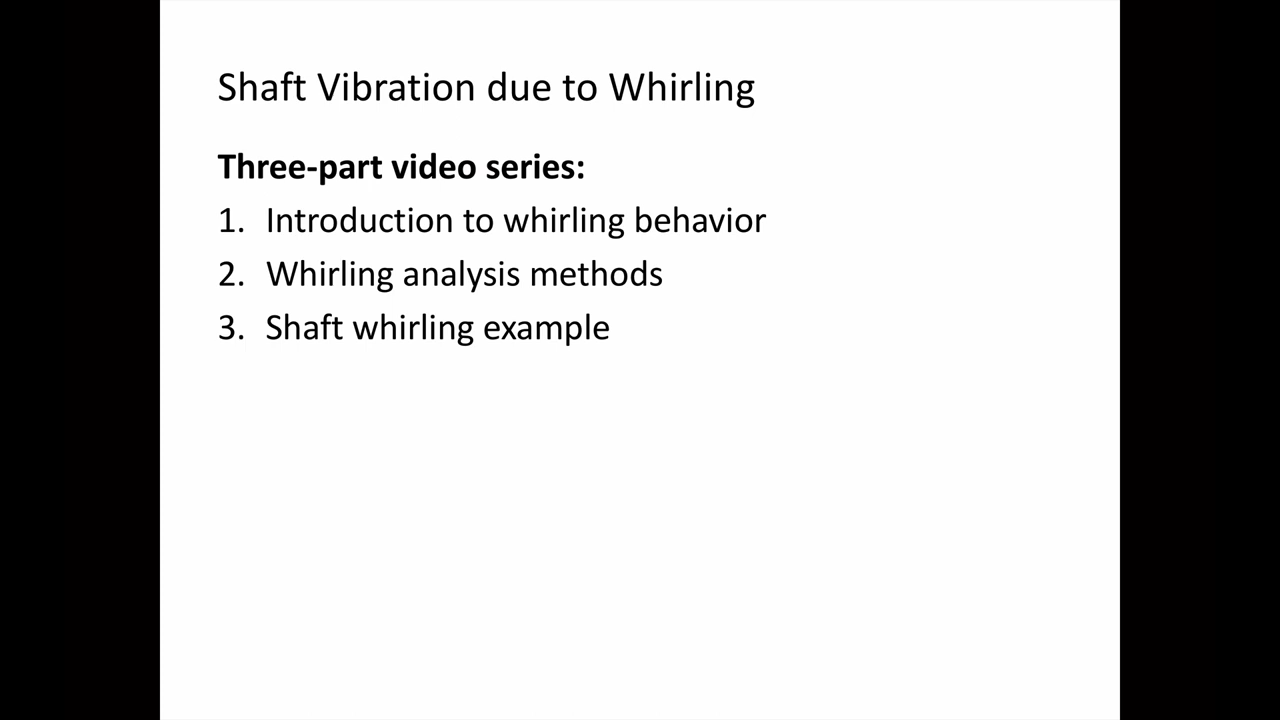 Shaft Vibration due to Whirling
Three-part video series:
1. Introduction to whirling behavior
2. Whirling analysis methods
3. Shaft whirling example